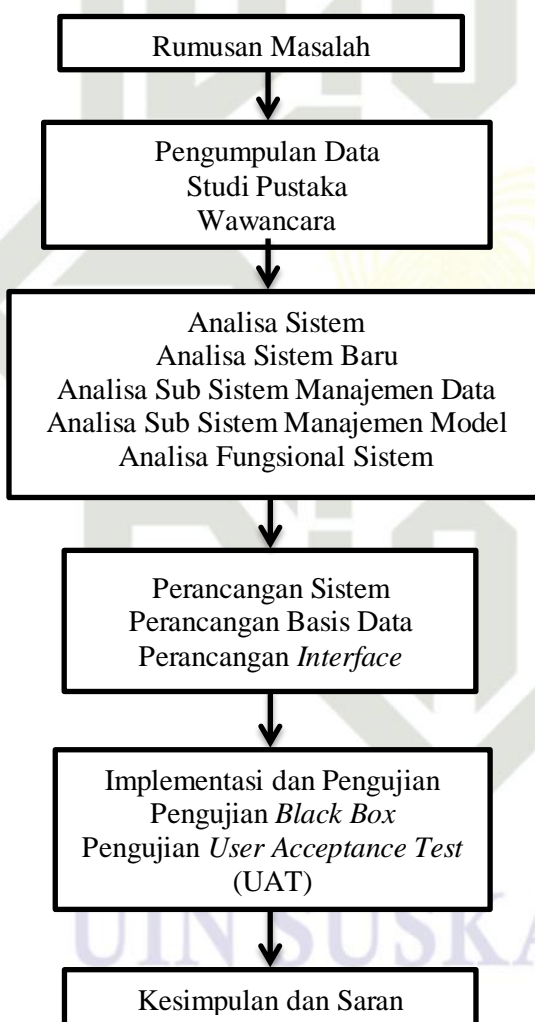 Rumusan Masalah
Pengumpulan Data
Studi Pustaka
Wawancara
Analisa Sistem
Analisa Sistem Baru
Analisa Sub Sistem Manajemen Data
Analisa Sub Sistem Manajemen Model
Analisa Fungsional Sistem
Perancangan Sistem
Perancangan Basis Data
Perancangan Interface
Implementasi dan Pengujian
Pengujian Black Box
Pengujian User Acceptance Test
(UAT)
UIN SUSKA
Kesimpulan dan Saran